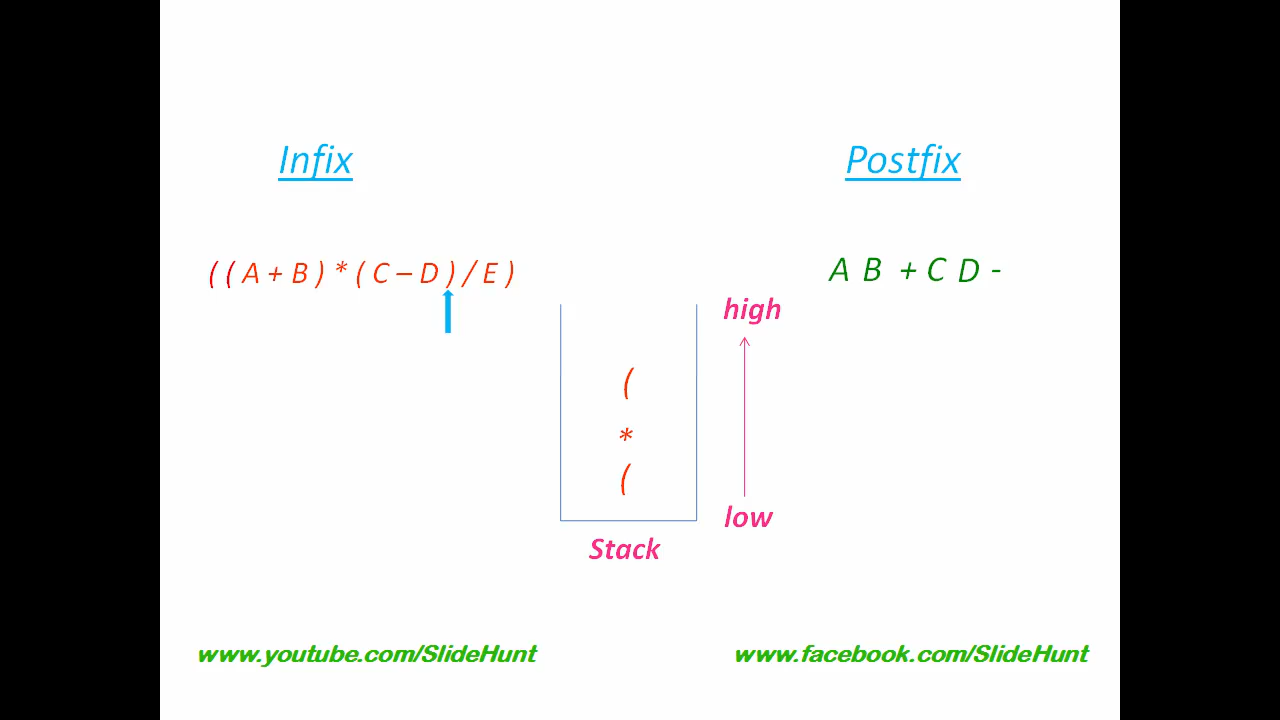 Infix Postfix
( ( A + B ) * ( C – D ) / E ) A B + C D -
high
(
*
(
low
Stack
www.youtube.com/SlideHunt www.facebook.com/SlideHunt